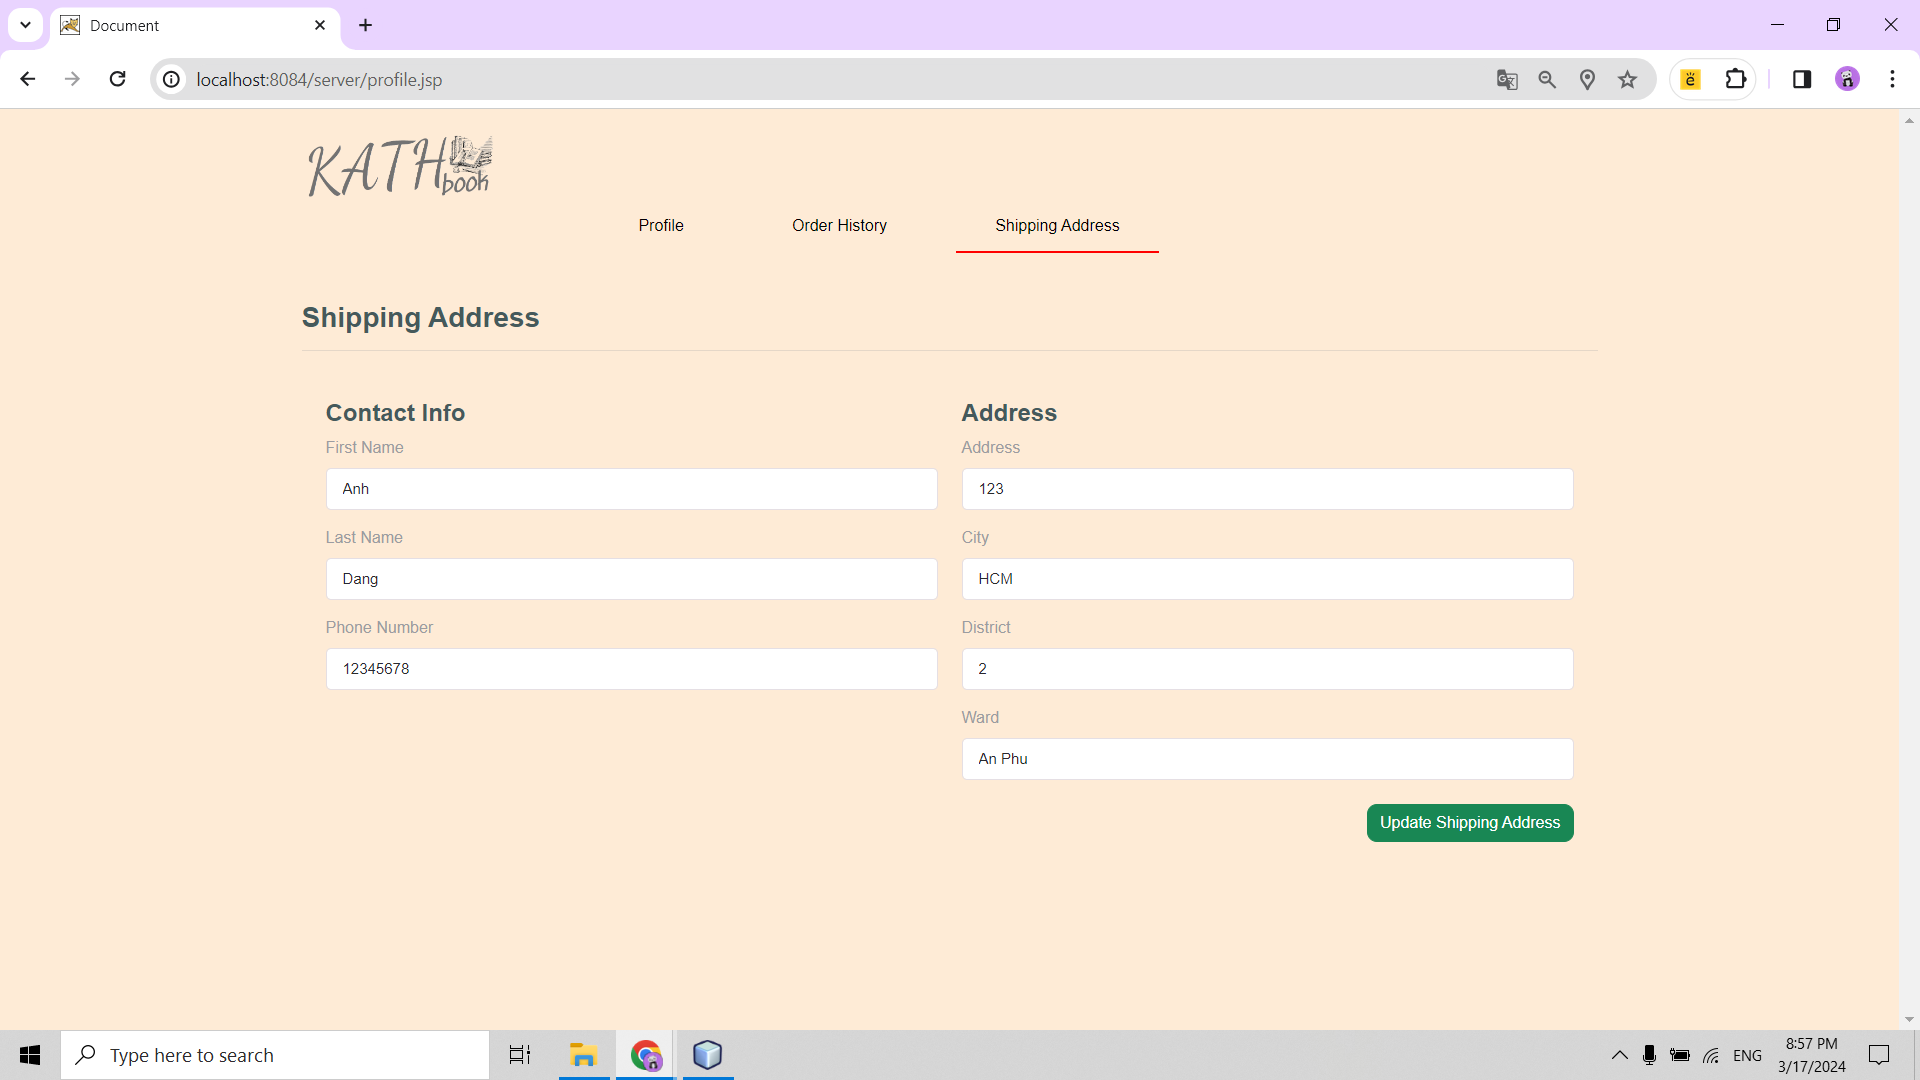 Document
localhost:8084/server/profile.jsp
KATH book
Profile Order History Shipping Address
Shipping Address
Contact Info
First Name
Anh
Last Name
Dang
Phone Number
12345678
Address
Address
123
City
HCM
District
2
Ward
An Phu
Update Shipping Address
Type here to search
ENG
8:57 PM
3/17/2024